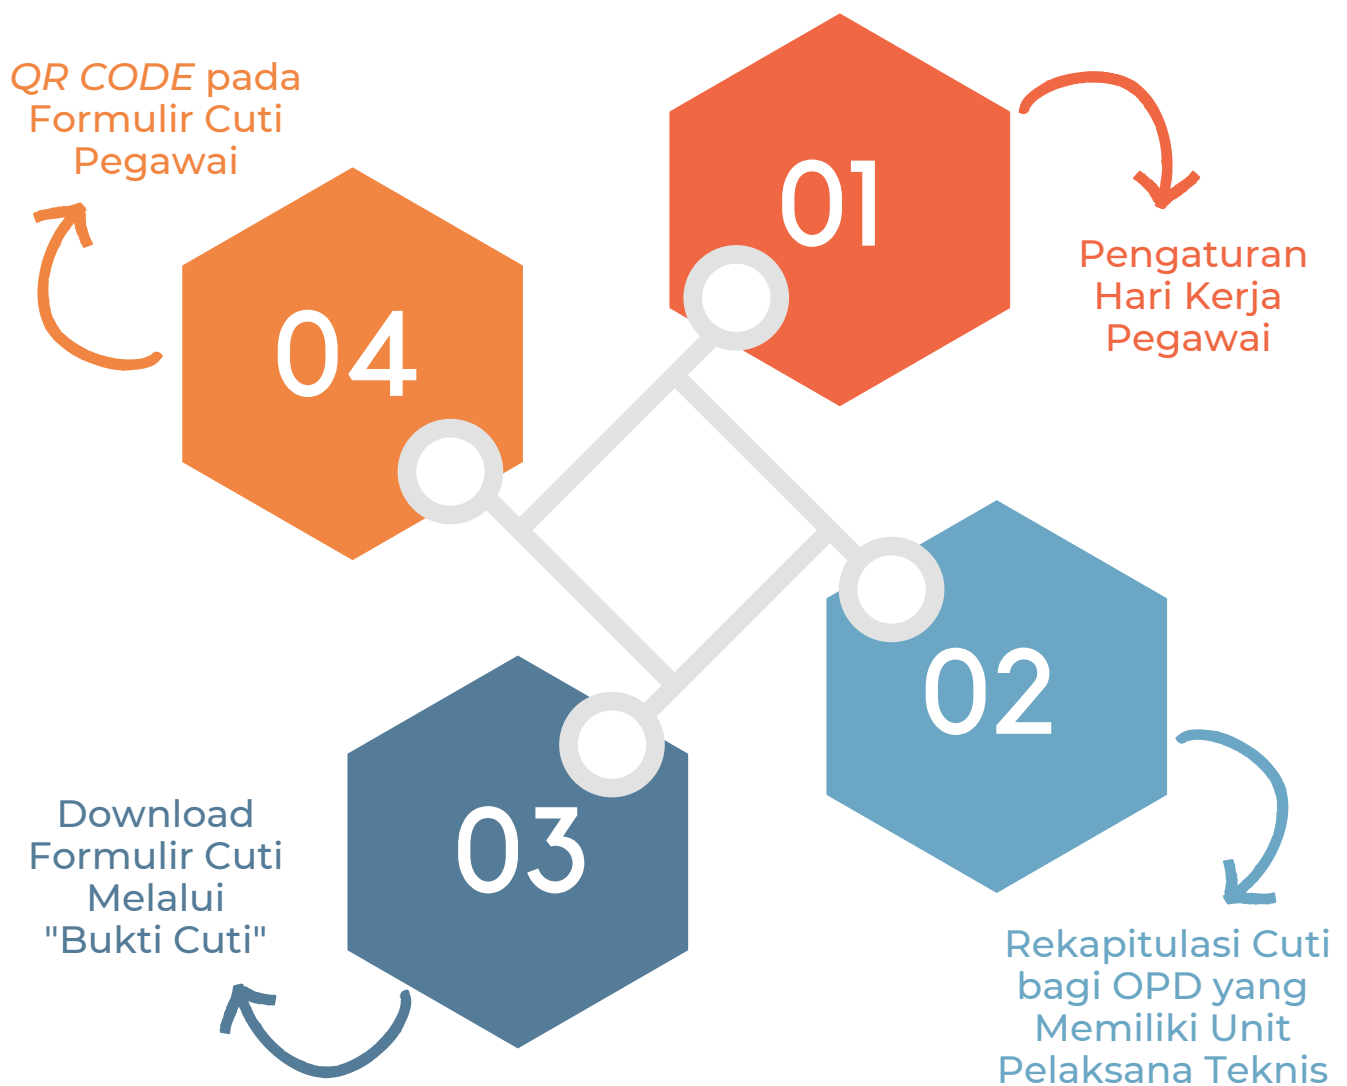 01
Pengaturan
Hari Kerja
Pegawai
02
Rekapitulasi Cuti
bagi OPD yang
Memiliki Unit
Pelaksana Teknis
03
Download
Formulir Cuti
Melalui
"Bukti Cuti"
04
QR CODE pada
Formulir Cuti
Pegawai